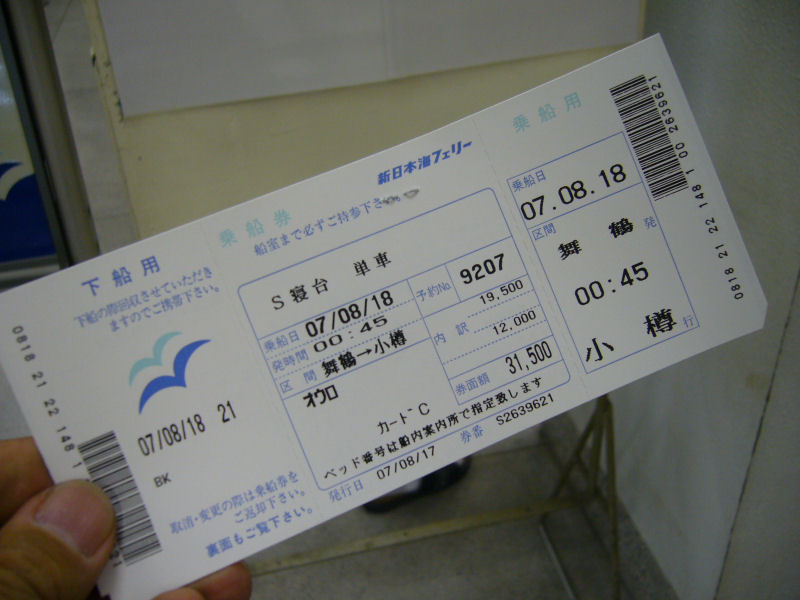 下船用
下船の際回収させていただき
ますのでご携帯下さい。
0818 21 22 148 1
07/08/18 21
BK
取消・変更の際は乗船券を
ご返却下さい。
裏面もご覧下さい。
新日本海フェリー
乗船券
船室まで必ずご持参下さい。
S寝台 単車
乗船日 07/08/18
発時間 00:45
区間 舞鶴→小樽
オウロ
カードC
予約No. 9207
内訳 19,500
12,000
券面額 31,500
ベッド番号は船内案内所で指定致します
発行日 07/08/17 券番 S2639621
乗船用
乗船日
07.08.18
区間
舞鶴 発
00:45
小樽 行
0818 21 22 148 1 00 2639621